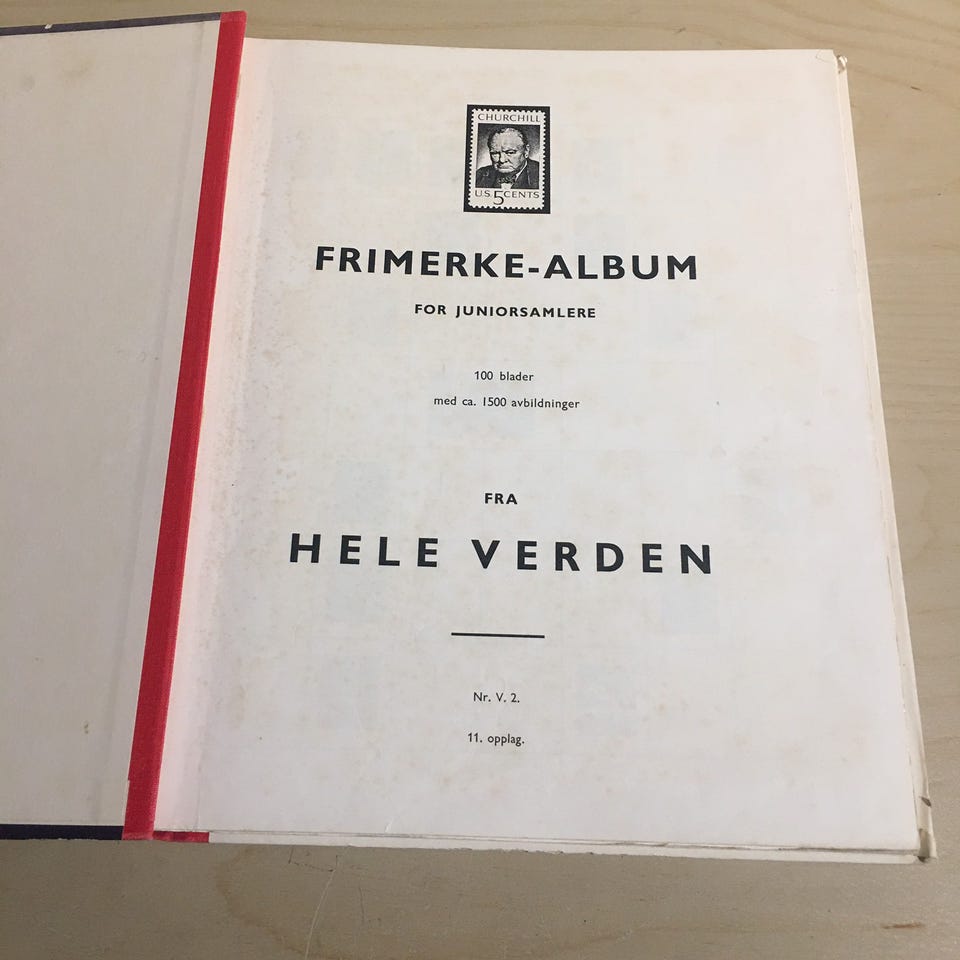 CHURCHILL
U.S. 5 CENTS
FRIMERKE-ALBUM
FOR JUNIORSAMLERE
100 blader
med ca. 1500 avbildninger
FRA
HELE VERDEN
Nr. V. 2.
11. opplag.